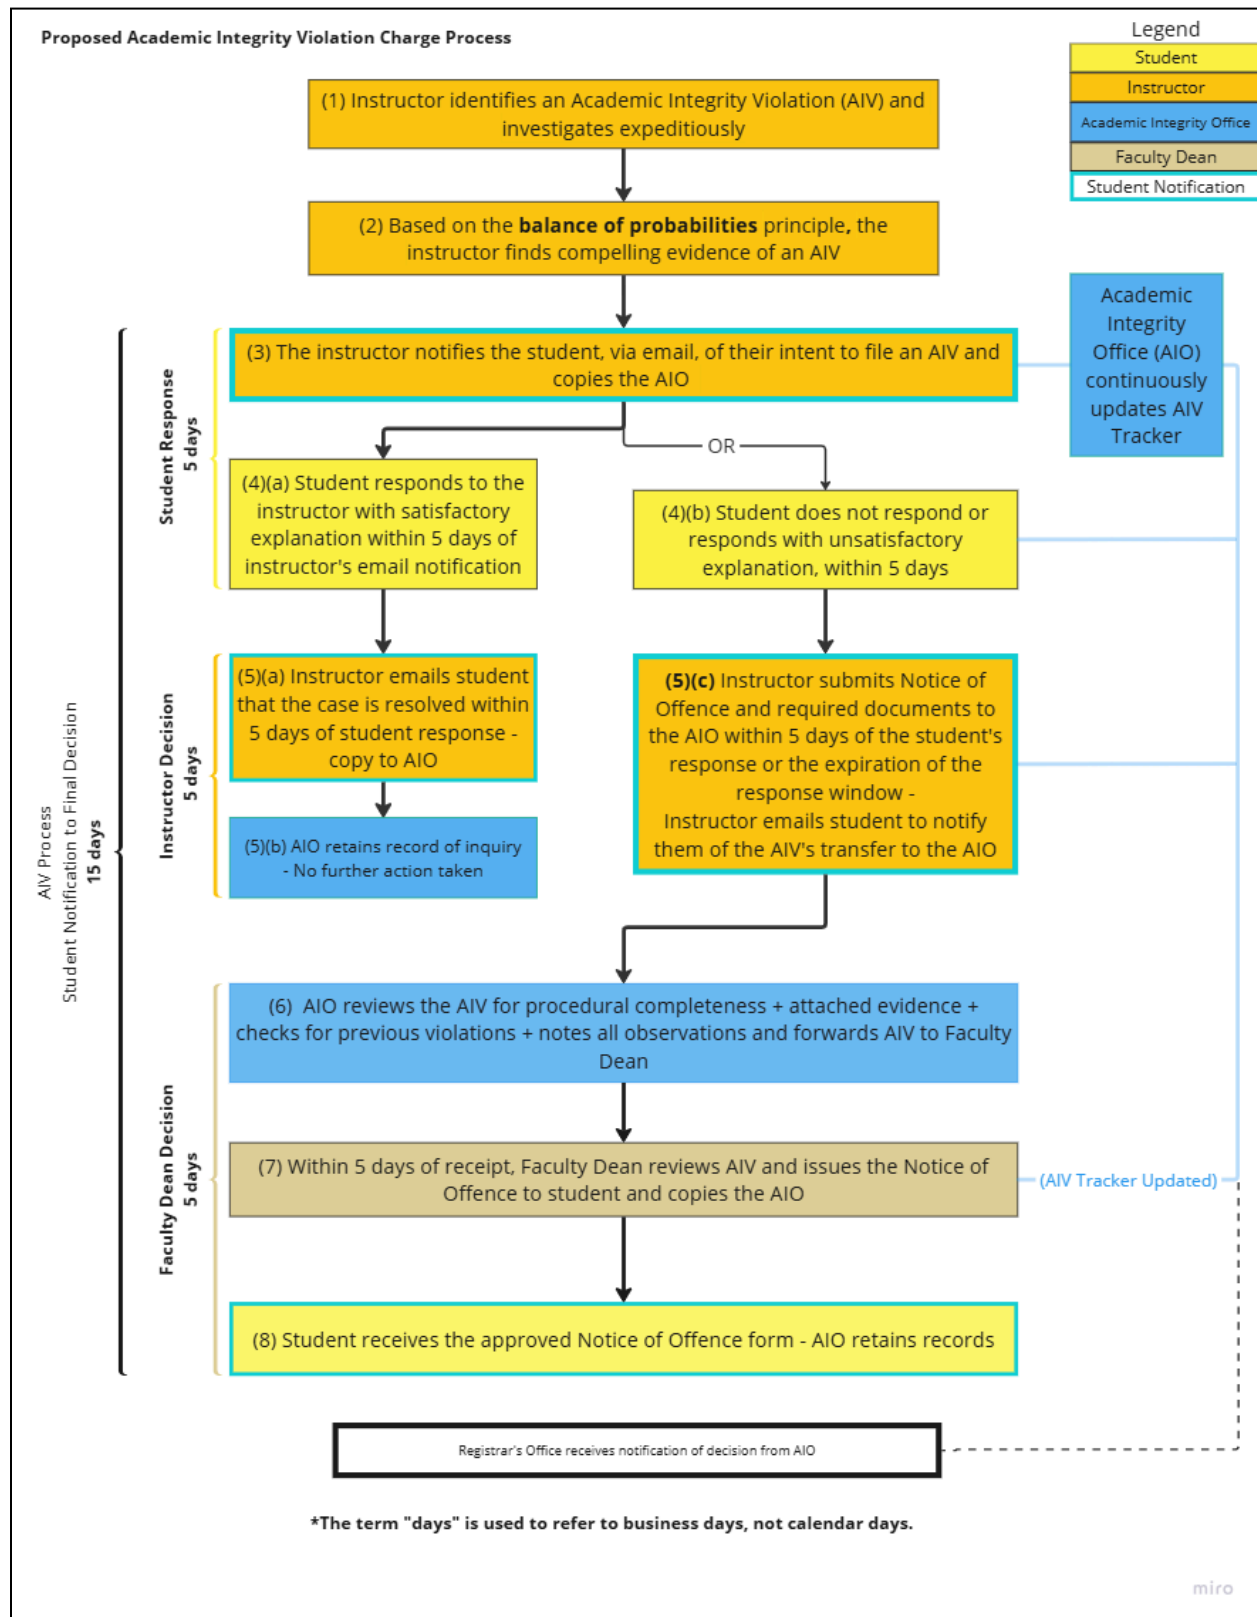 Proposed Academic Integrity Violation Charge Process
Legend
Student
Instructor
Academic Integrity Office
Faculty Dean
Student Notification
(1) Instructor identifies an Academic Integrity Violation (AIV) and
investigates expeditiously
(2) Based on the balance of probabilities principle, the
instructor finds compelling evidence of an AIV
Academic
Integrity
Office (AIO)
continuously
updates AIV
Tracker
(3) The instructor notifies the student, via email, of their intent to file an AIV and
copies the AIO
Student Response
5 days
OR
(4)(a) Student responds to the
instructor with satisfactory
explanation within 5 days of
instructor's email notification
(4)(b) Student does not respond or
responds with unsatisfactory
explanation, within 5 days
AIV Process
Student Notification to Final Decision
15 days
Instructor Decision
5 days
(5)(a) Instructor emails student
that the case is resolved within
5 days of student response -
copy to AIO
(5)(b) AIO retains record of inquiry
- No further action taken
(5)(c) Instructor submits Notice of
Offence and required documents to
the AIO within 5 days of the student's
response or the expiration of the
response window -
Instructor emails student to notify
them of the AIV's transfer to the AIO
Faculty Dean Decision
5 days
(6) AIO reviews the AIV for procedural completeness + attached evidence +
checks for previous violations + notes all observations and forwards AIV to Faculty
Dean
(7) Within 5 days of receipt, Faculty Dean reviews AIV and issues the Notice of
Offence to student and copies the AIO
(AIV Tracker Updated)
(8) Student receives the approved Notice of Offence form - AIO retains records
Registrar's Office receives notification of decision from AIO
*The term "days" is used to refer to business days, not calendar days.
miro